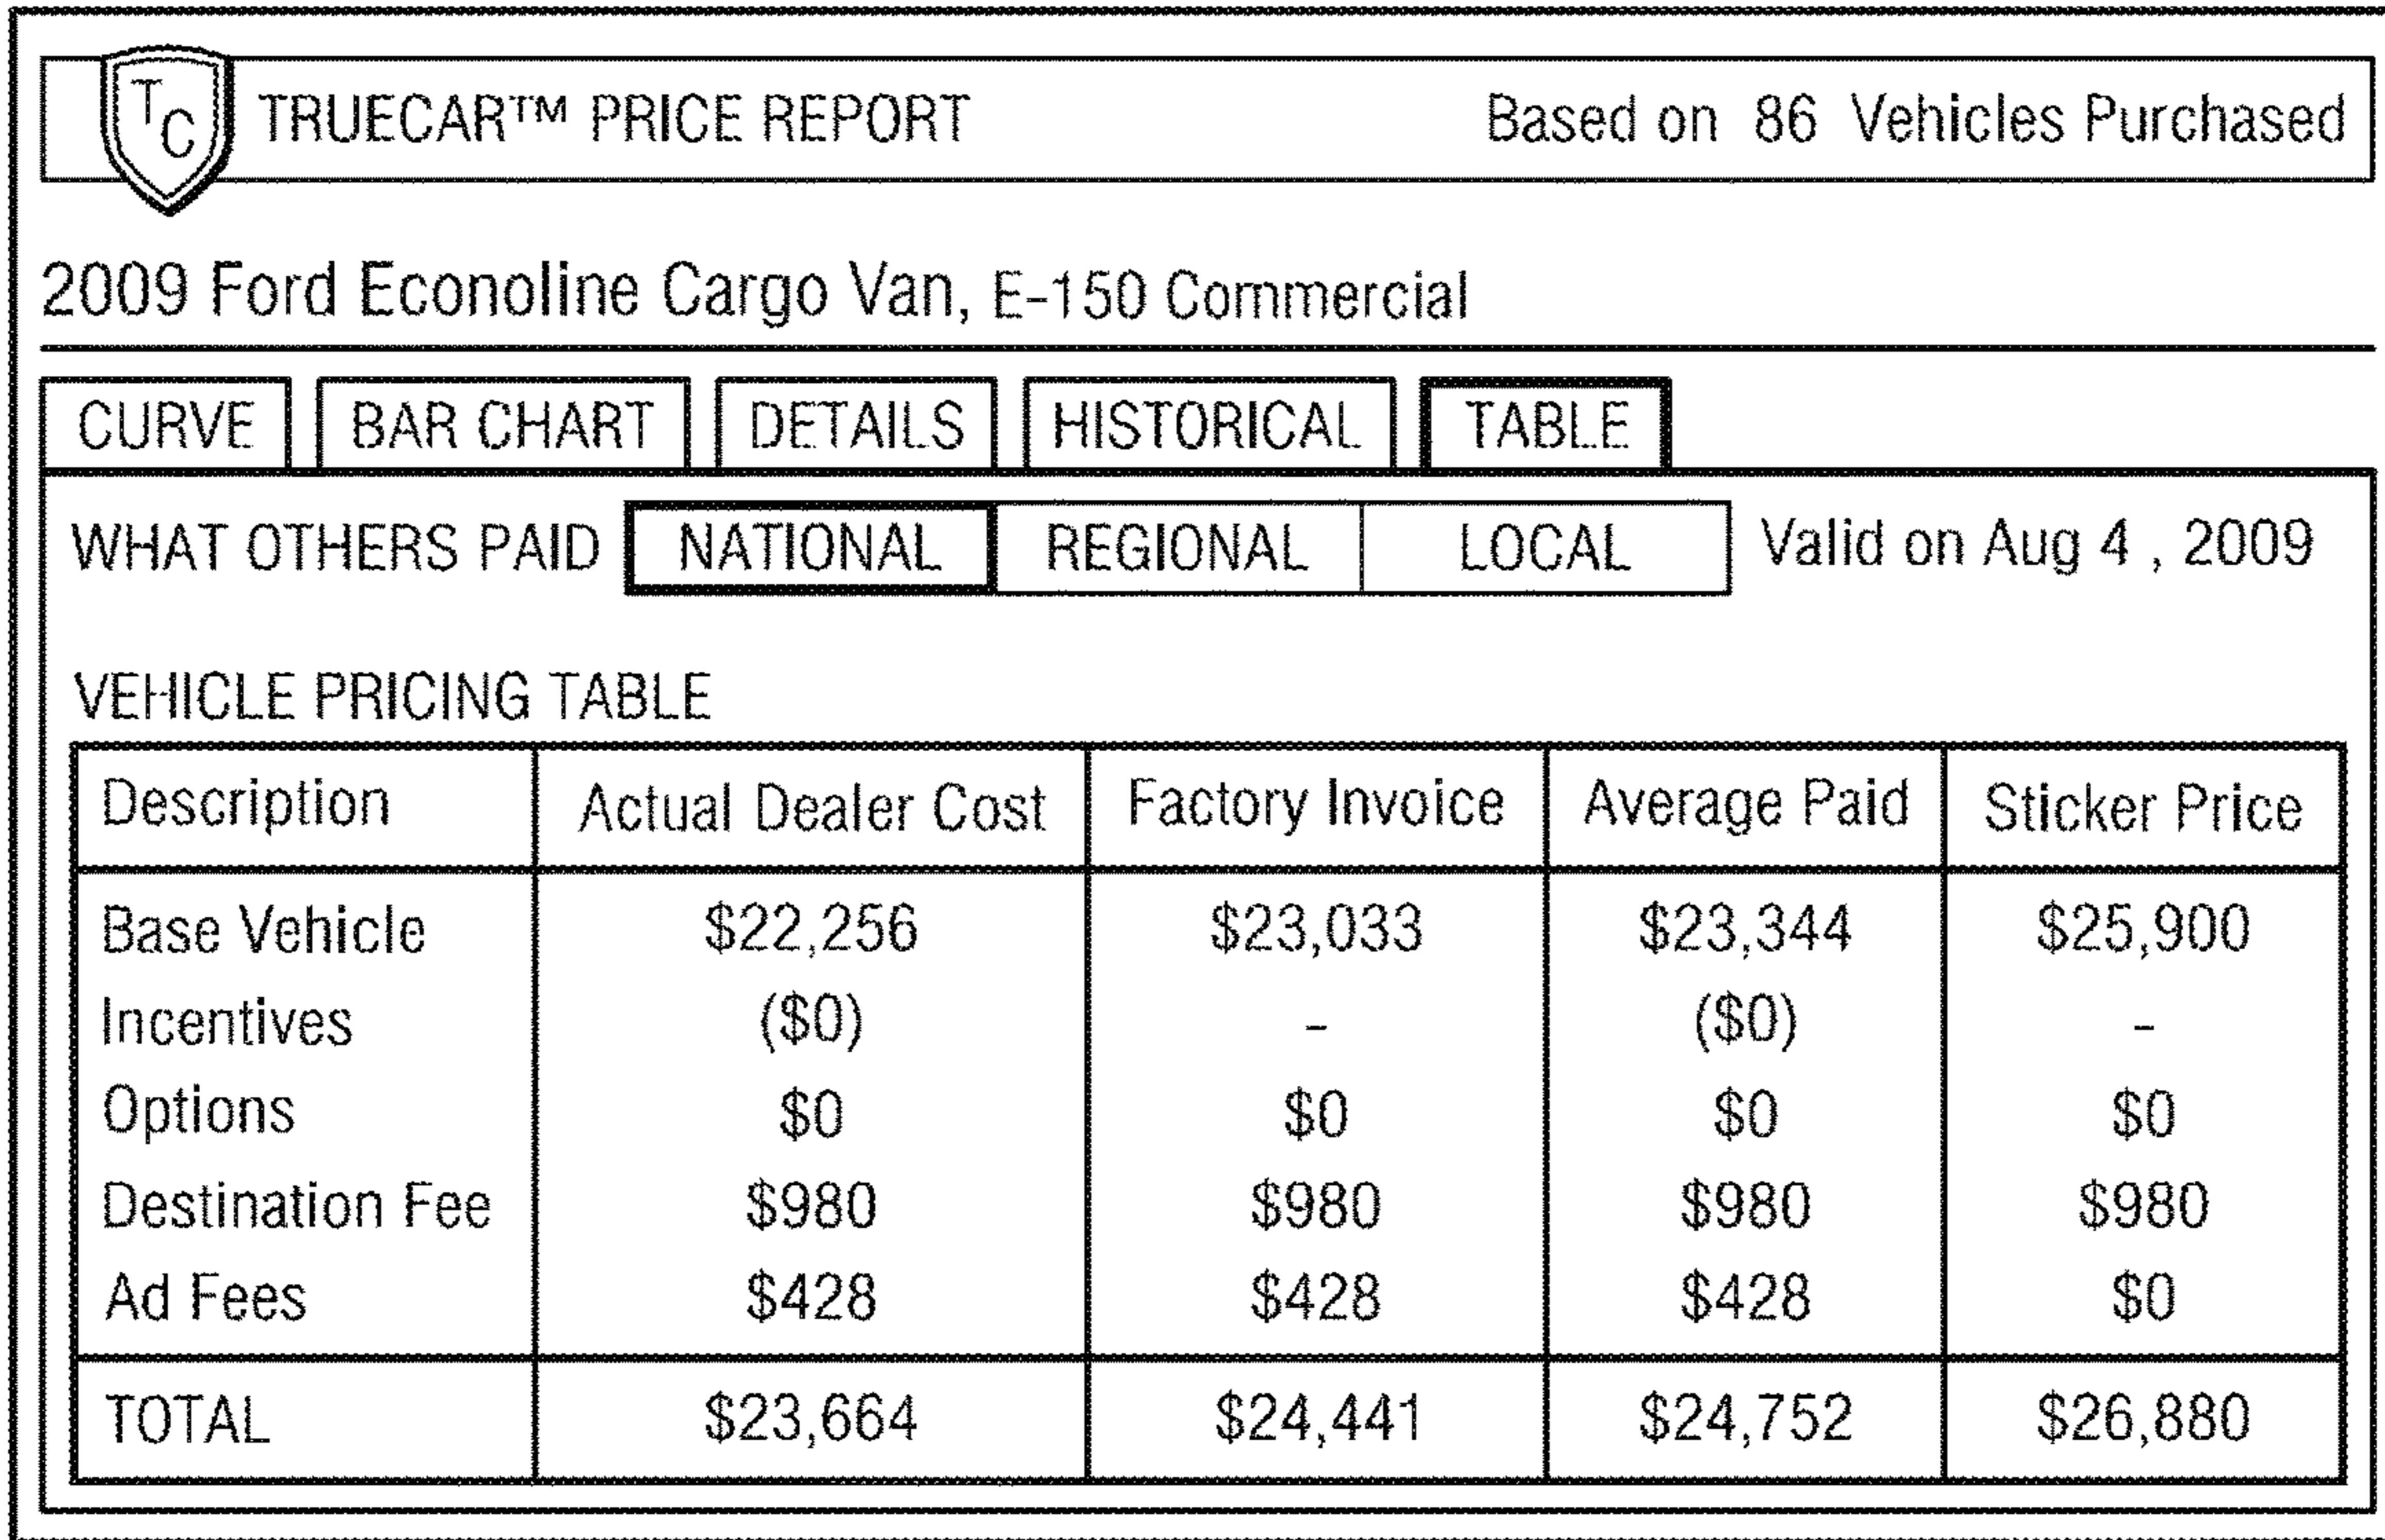 TC TRUECAR™ PRICE REPORT Based on 86 Vehicles Purchased
2009 Ford Econoline Cargo Van, E-150 Commercial
CURVE BAR CHART DETAILS HISTORICAL TABLE
WHAT OTHERS PAID NATIONAL REGIONAL LOCAL Valid on Aug 4 , 2009
VEHICLE PRICING TABLE
Description Actual Dealer Cost Factory Invoice Average Paid Sticker Price
Base Vehicle $22,256 $23,033 $23,344 $25,900
Incentives ($0) - ($0) -
Options $0 $0 $0 $0
Destination Fee $980 $980 $980 $980
Ad Fees $428 $428 $428 $0
TOTAL $23,664 $24,441 $24,752 $26,880